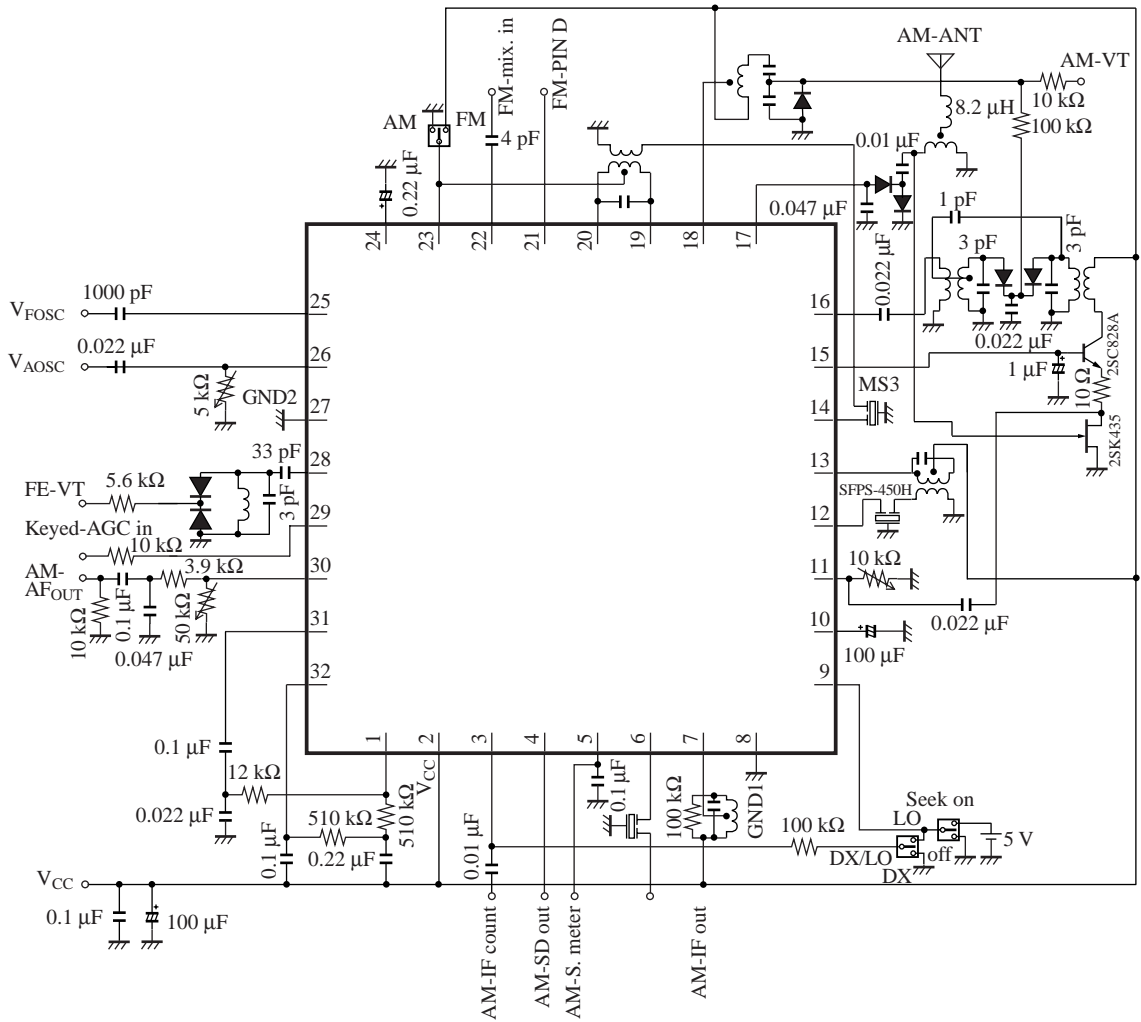 AM-ANT
FM-mix. in
FM-PIN D
AM-VT
10 kΩ
8.2 μH
100 kΩ
AM
FM
4 pF
0.01 μF
0.22 μF
0.047 μF
1 pF
3 pF
3 pF
0.022 μF
24
23
22
21
20
19
18
17
1000 pF
V_FOSC
25
16
0.022 μF
V_AOSC
0.022 μF
26
15
2SC828A
1 μF
10 Ω
5 kΩ
GND2
27
MS3
14
33 pF
2SK435
28
13
5.6 kΩ
FE-VT
3 pF
SFPS-450H
Keyed-AGC in
29
12
10 kΩ
3.9 kΩ
AM-
AF_OUT
30
11
10 kΩ
10 kΩ
0.1 μF
50 kΩ
31
10
0.022 μF
0.047 μF
100 μF
32
9
1
2
3
4
5
6
7
8
0.1 μF
V_CC
12 kΩ
0.1 μF
100 kΩ
GND1
Seek on
510 kΩ
LO
0.022 μF
510 kΩ
100 kΩ
5 V
0.1 μF
0.22 μF
0.01 μF
DX/LO
off
DX
V_CC
0.1 μF
100 μF
AM-IF count
AM-SD out
AM-S. meter
AM-IF out